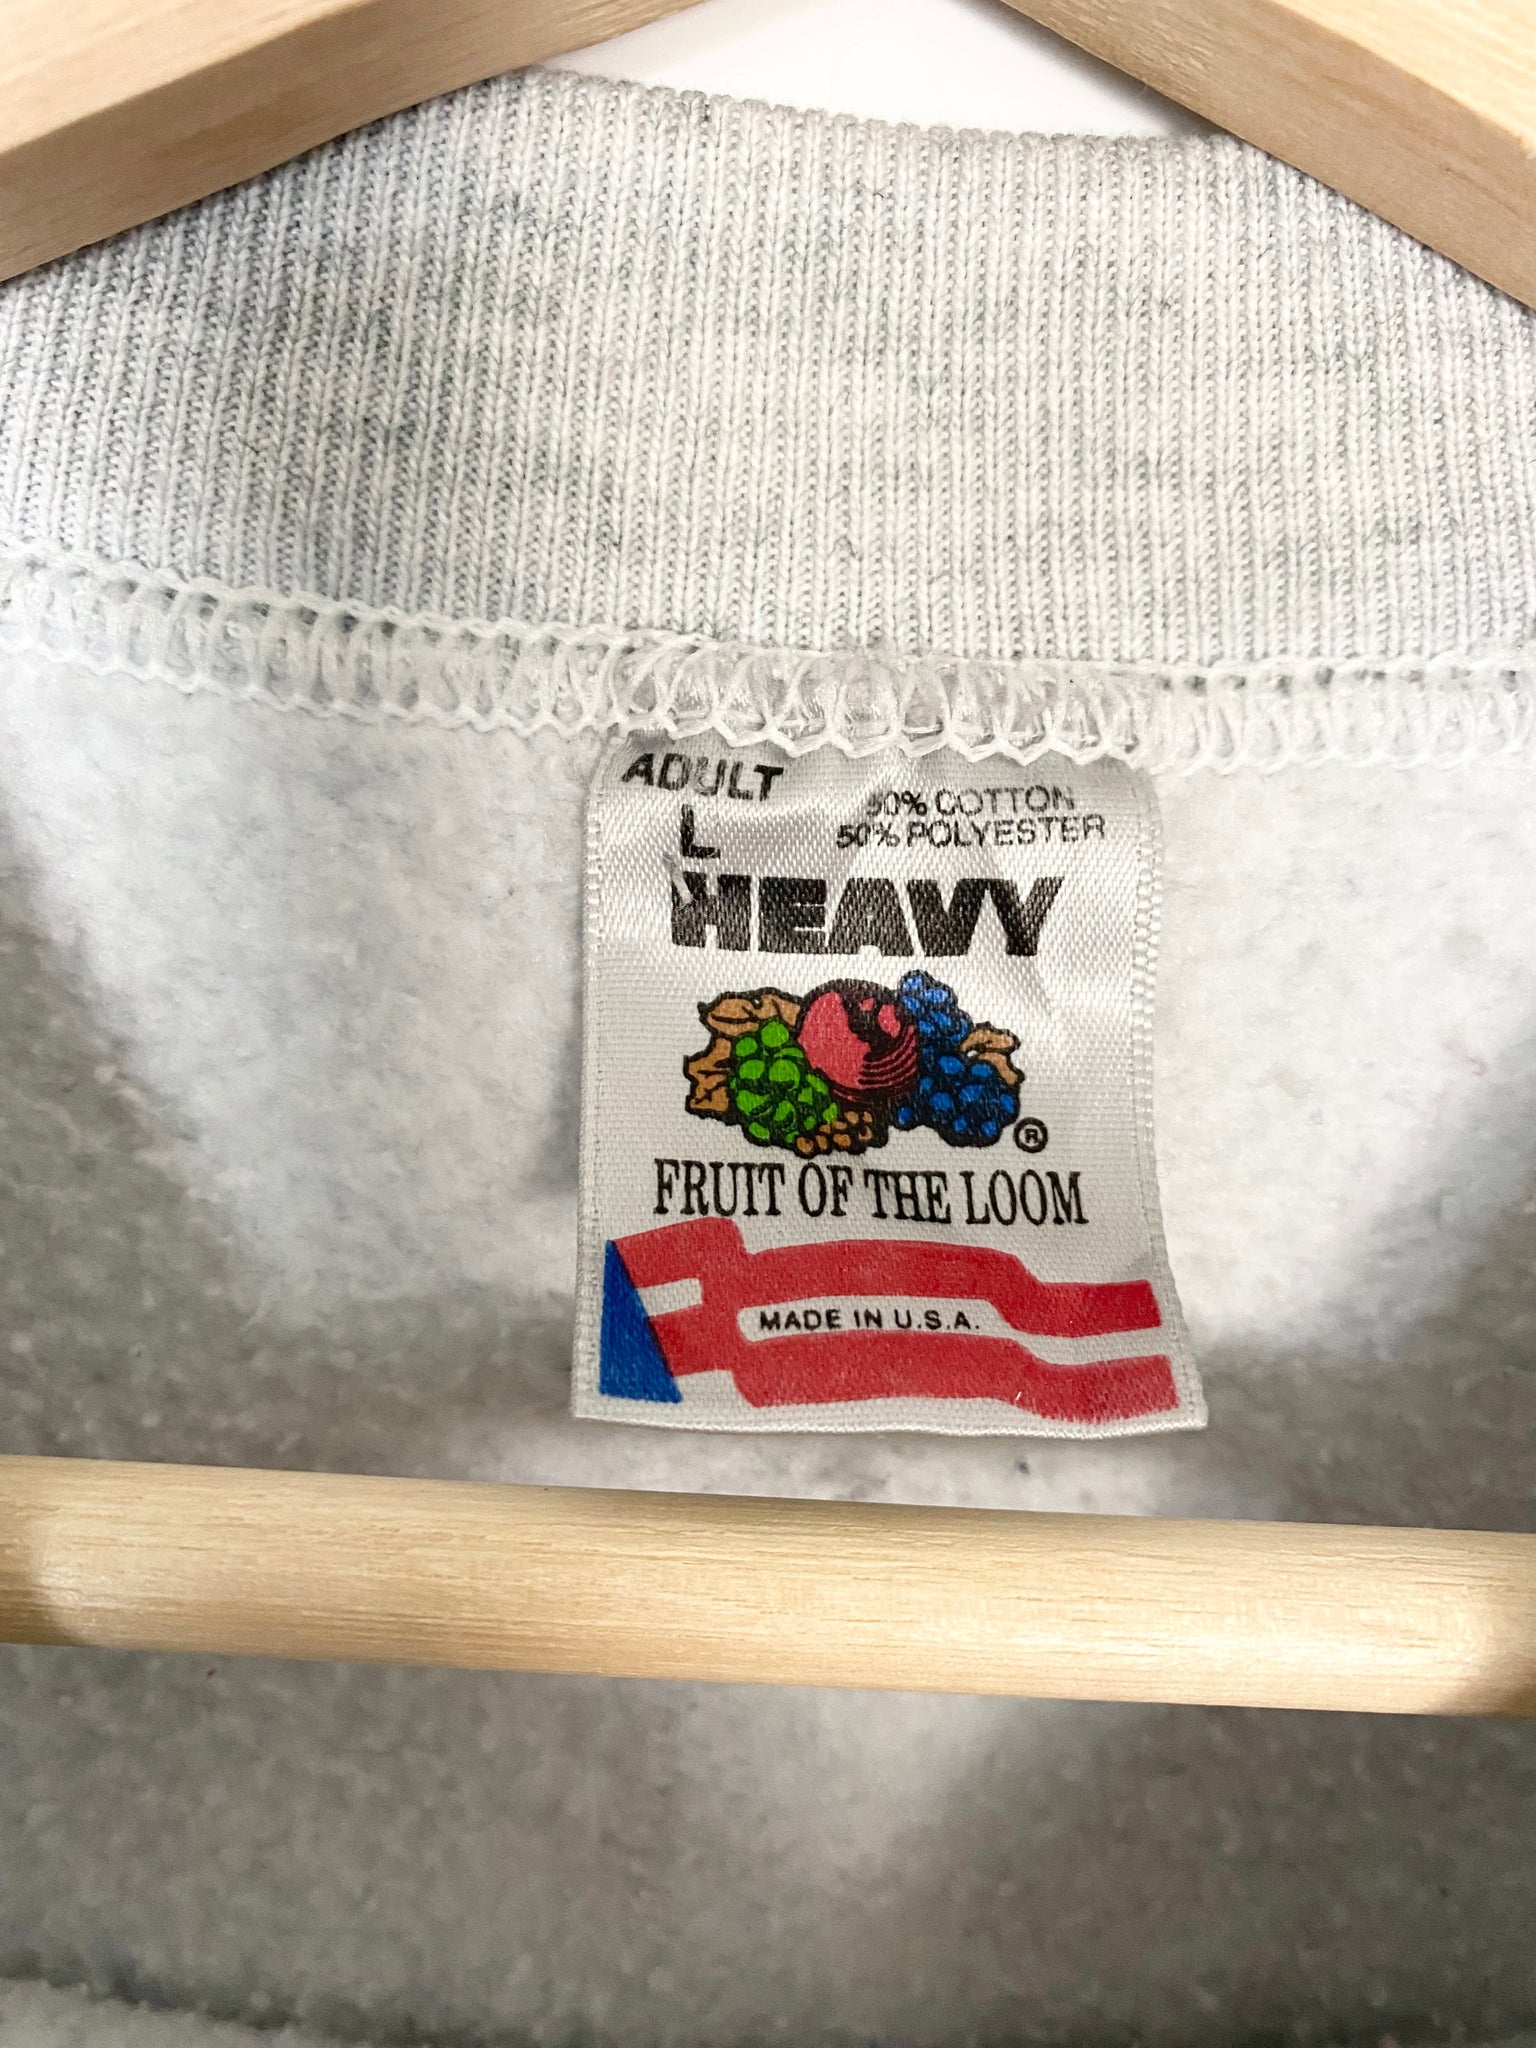 ADULT
L
50% COTTON
50% POLYESTER
HEAVY
®
FRUIT OF THE LOOM
MADE IN U.S.A.